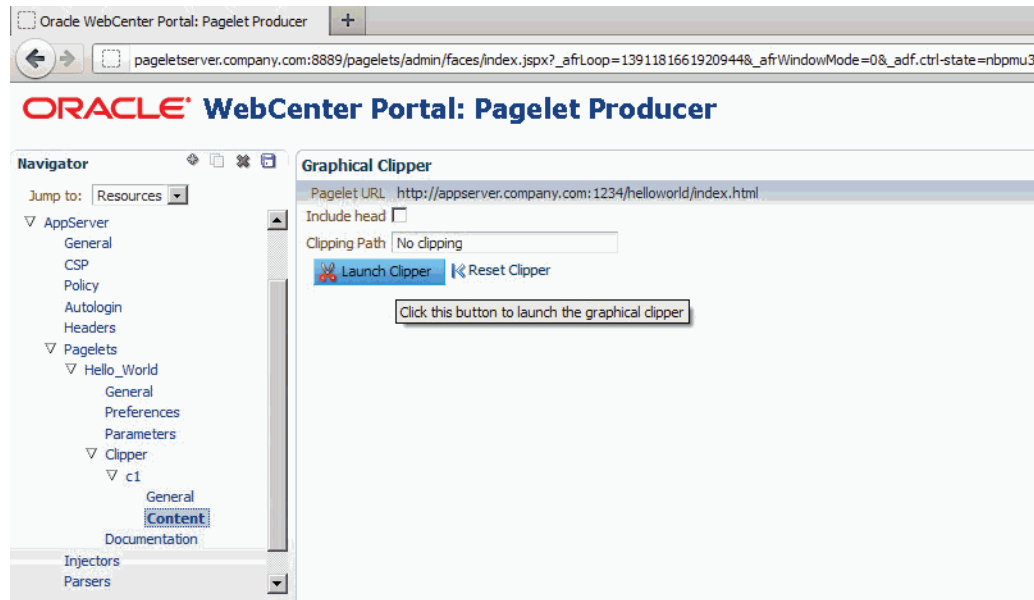 Oracle WebCenter Portal: Pagelet Producer
pageletserver.company.com:8889/pagelets/admin/faces/index.jspx?_afrLoop=1391181661920944&_afrWindowMode=0&_adf.ctrl-state=nbpmu3
ORACLE WebCenter Portal: Pagelet Producer
Navigator
Jump to: Resources
AppServer
General
CSP
Policy
Autologin
Headers
Pagelets
Hello_World
General
Preferences
Parameters
Clipper
c1
General
Content
Documentation
Injectors
Parsers
Graphical Clipper
Pagelet URL http://appserver.company.com:1234/helloworld/index.html
Include head
Clipping Path No clipping
Launch Clipper Reset Clipper
Click this button to launch the graphical clipper